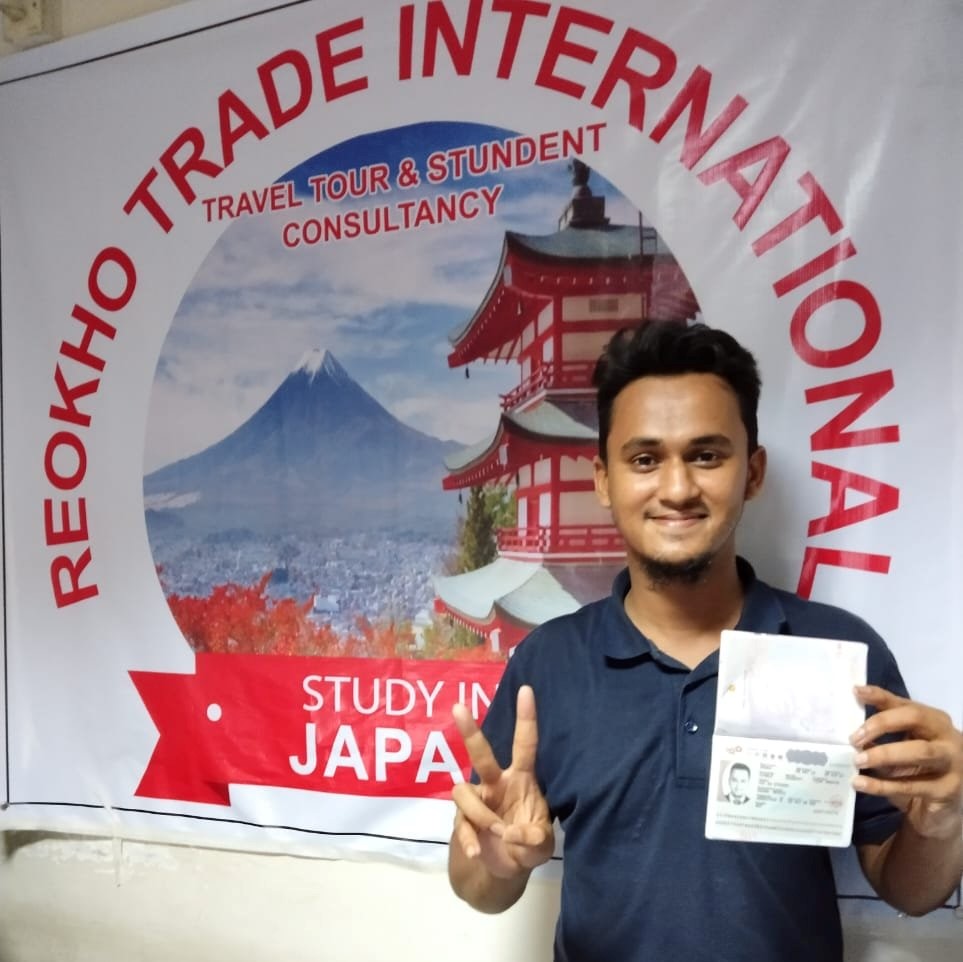 REOKHO TRADE INTERNATIONAL
TRAVEL TOUR & STUNDENT
CONSULTANCY
STUDY IN
JAPA